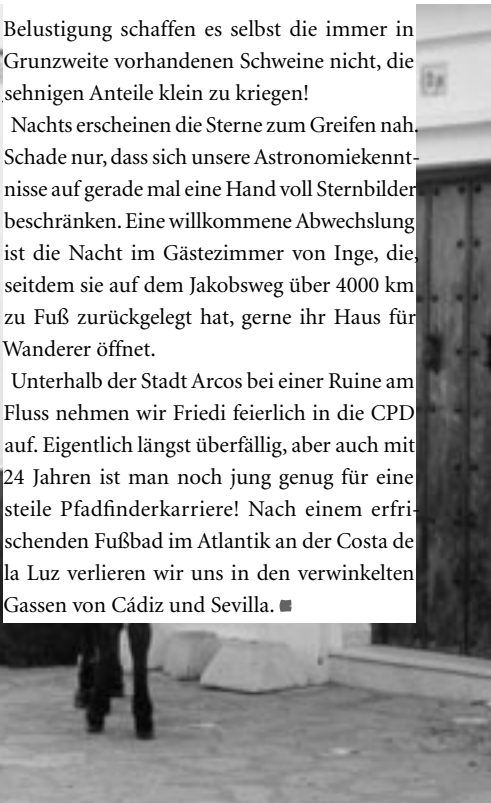 Belustigung schaffen es selbst die immer in
Grunzweite vorhandenen Schweine nicht, die
sehnigen Anteile klein zu kriegen!
Nachts erscheinen die Sterne zum Greifen nah.
Schade nur, dass sich unsere Astronomiekennt-
nisse auf gerade mal eine Hand voll Sternbilder
beschränken. Eine willkommene Abwechslung
ist die Nacht im Gästezimmer von Inge, die,
seitdem sie auf dem Jakobsweg über 4000 km
zu Fuß zurückgelegt hat, gerne ihr Haus für
Wanderer öffnet.
Unterhalb der Stadt Arcos bei einer Ruine am
Fluss nehmen wir Friedi feierlich in die CPD
auf. Eigentlich längst überfällig, aber auch mit
24 Jahren ist man noch jung genug für eine
steile Pfadfinderkarriere! Nach einem erfri-
schenden Fußbad im Atlantik an der Costa de
la Luz verlieren wir uns in den verwinkelten
Gassen von Cádiz und Sevilla.